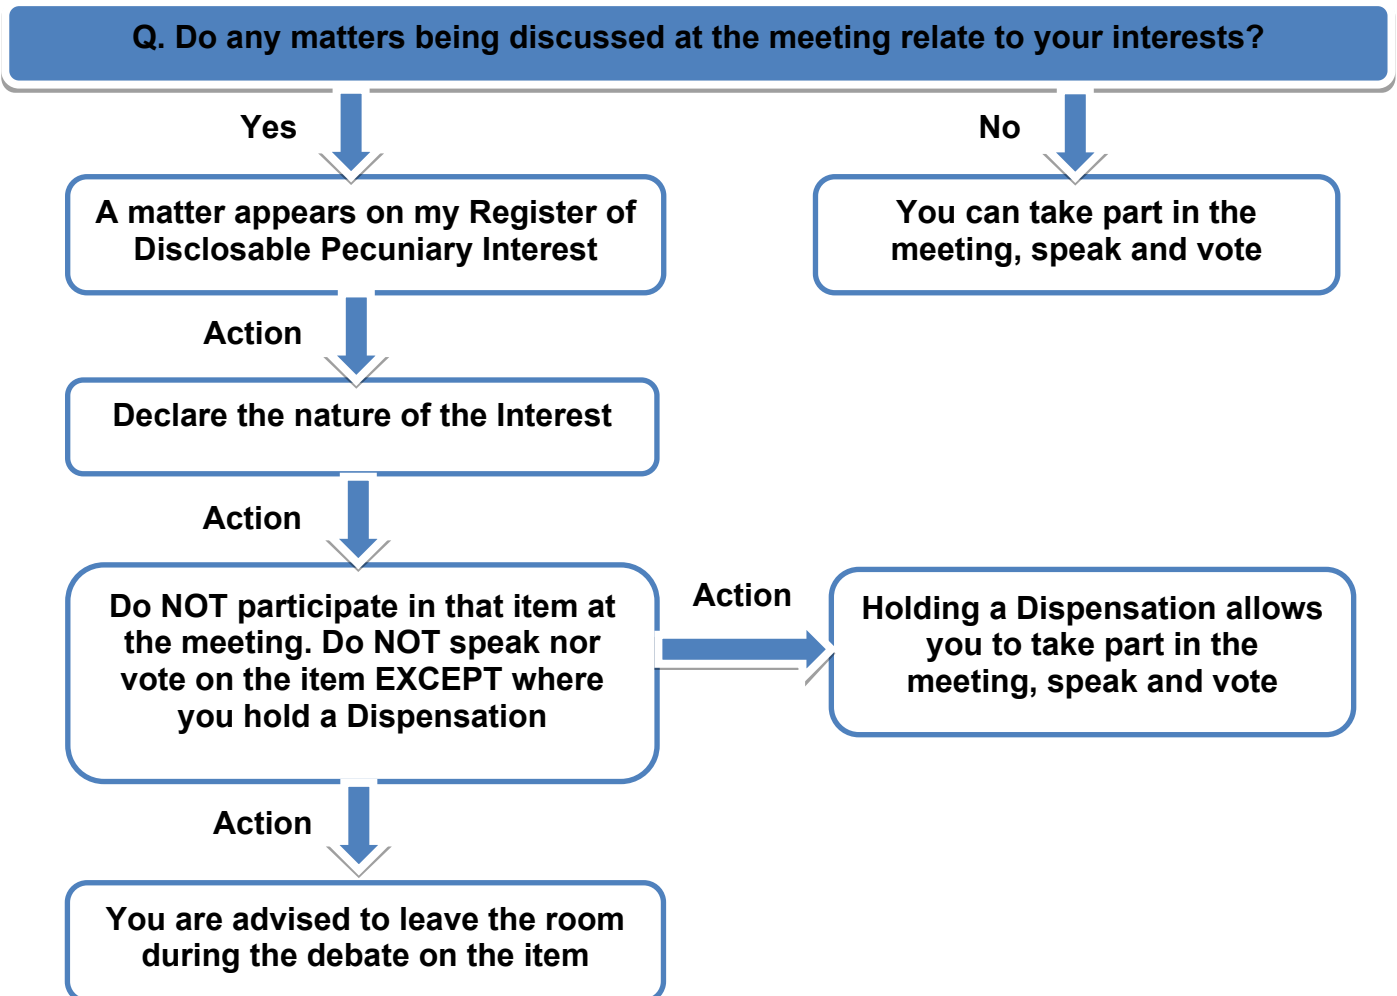 Q. Do any matters being discussed at the meeting relate to your interests?
Yes
No
A matter appears on my Register of
Disclosable Pecuniary Interest
You can take part in the
meeting, speak and vote
Action
Declare the nature of the Interest
Action
Do NOT participate in that item at
the meeting. Do NOT speak nor
vote on the item EXCEPT where
you hold a Dispensation
Action
Holding a Dispensation allows
you to take part in the
meeting, speak and vote
Action
You are advised to leave the room
during the debate on the item